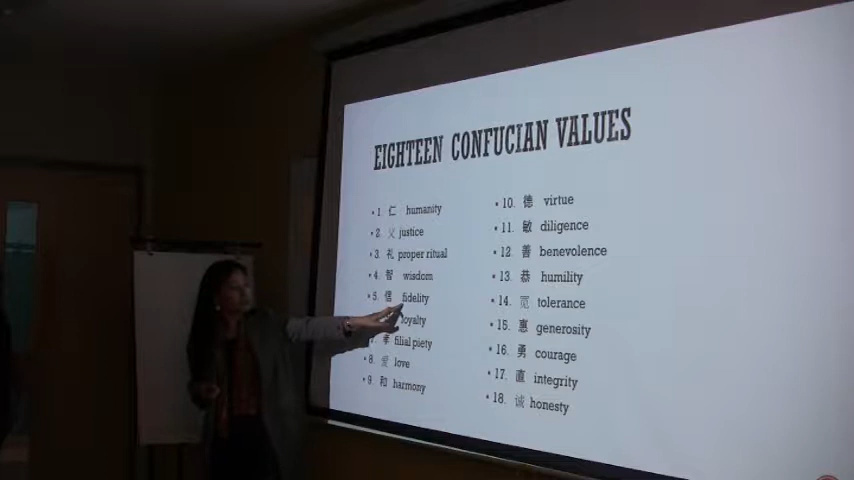 EIGHTEEN CONFUCIAN VALUES
• 1. 仁 humanity
• 2. 义 justice
• 3. 礼 proper ritual
• 4. 智 wisdom
• 5. 信 fidelity
loyalty
7. 孝 filial piety
• 8. 爱 love
• 9. 和 harmony
• 10. 德 virtue
• 11. 敏 diligence
• 12. 善 benevolence
• 13. 恭 humility
• 14. 宽 tolerance
• 15. 惠 generosity
• 16. 勇 courage
• 17. 直 integrity
• 18. 诚 honesty